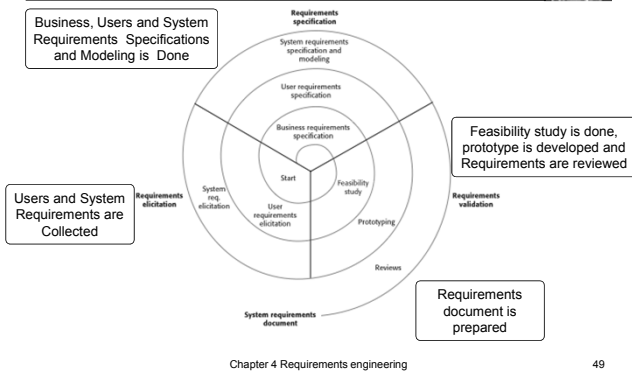 Business, Users and System
Requirements Specifications
and Modeling is Done
Requirements
specification
System requirements
specification and
modeling
User requirements
specification
Business requirements
specification
Feasibility study is done,
prototype is developed and
Requirements are reviewed
Start
Feasibility
study
Users and System
Requirements are
Collected
Requirements
elicitation
System
req.
elicitation
User
requirements
elicitation
Requirements
validation
Prototyping
Reviews
Requirements
document is
prepared
System requirements
document
Chapter 4 Requirements engineering
49